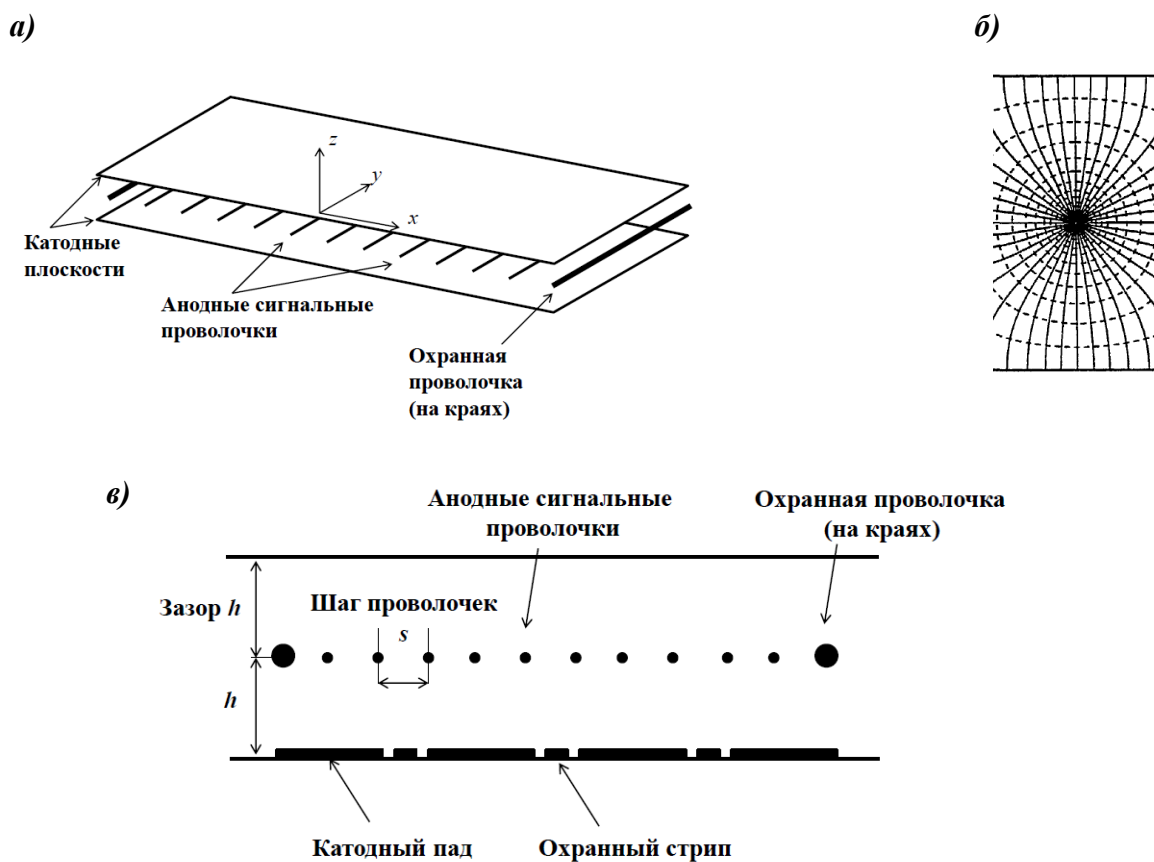 а)
б)
z
y
x
Катодные
плоскости
Анодные сигнальные
проволочки
Охранная
проволочка
(на краях)
в)
Анодные сигнальные
проволочки
Охранная проволочка
(на краях)
Зазор h
Шаг проволочек
s
h
Катодный пад
Охранный стрип